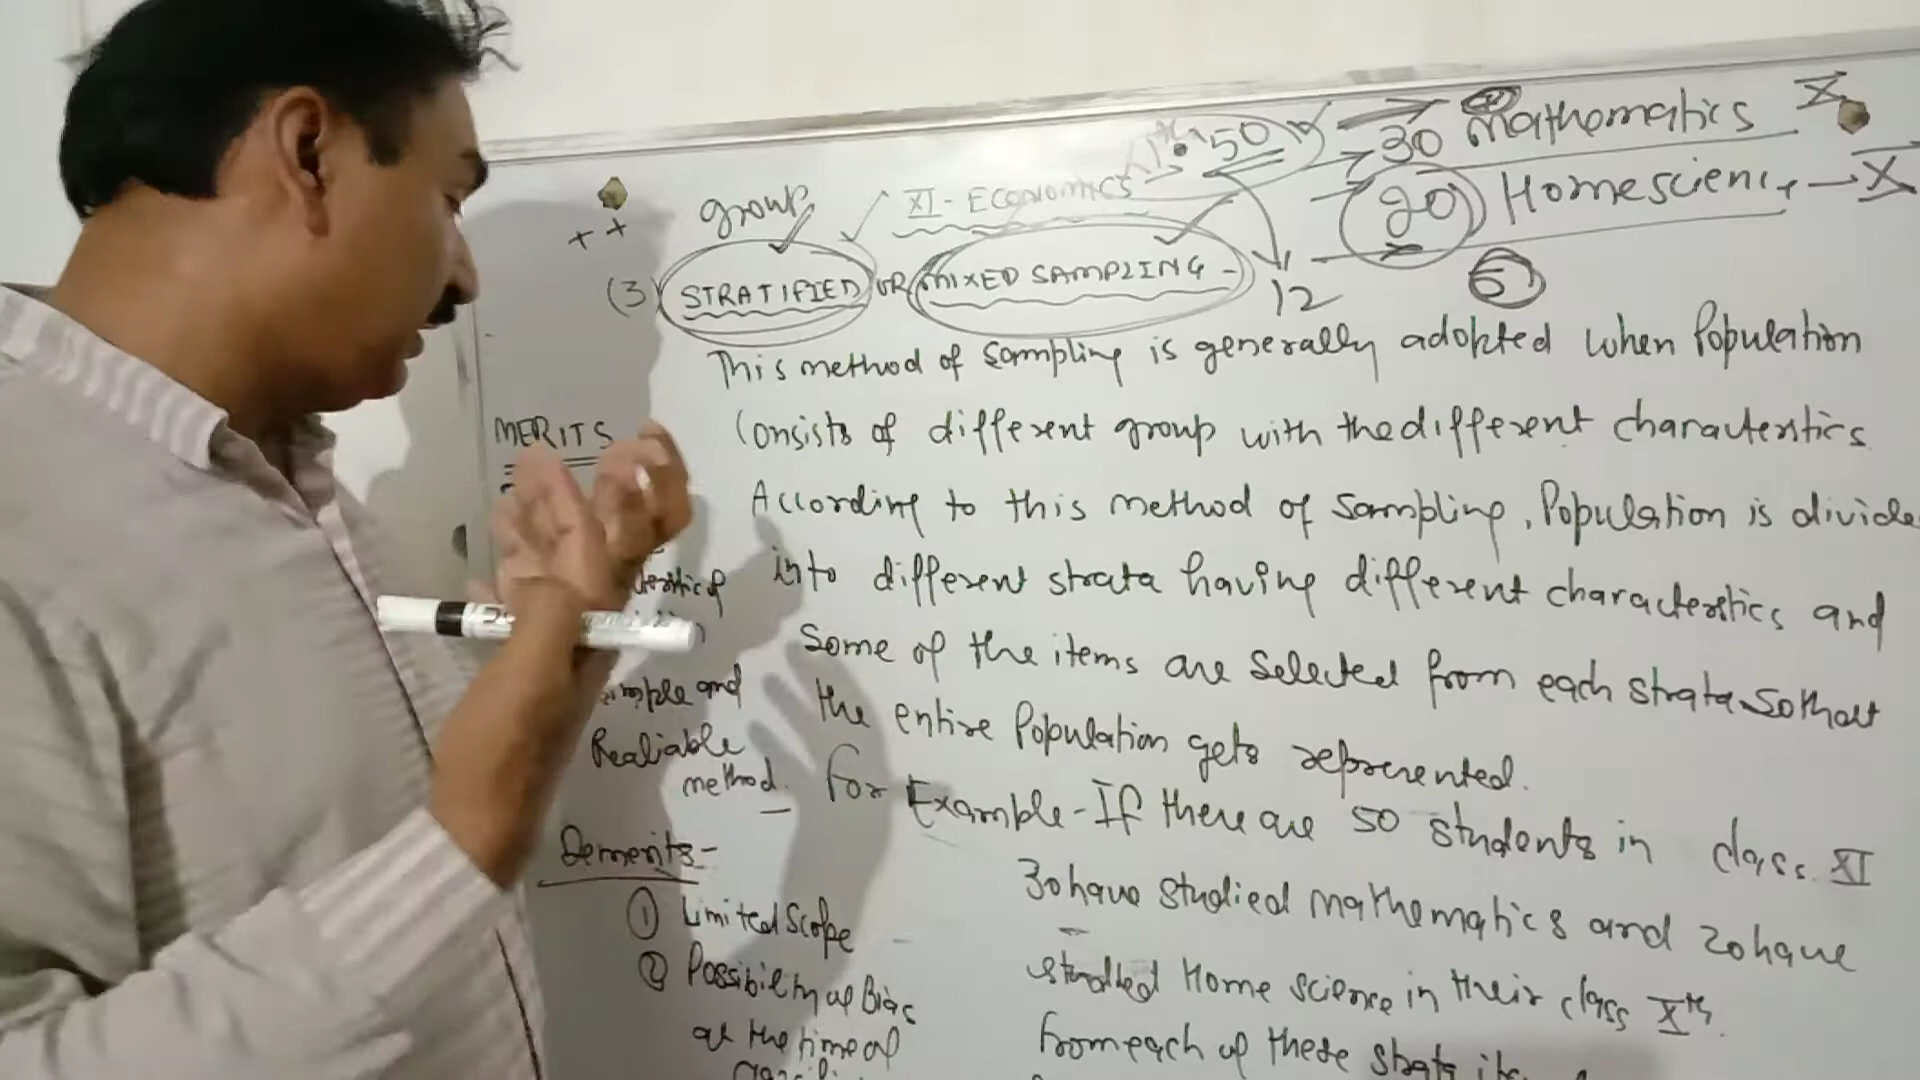 50 → 30 Mathematics X
group XI - ECONOMICS → 20 Homescience → X
(3) STRATIFIED OR MIXED SAMPLING -
12 5
This method of sampling is generally adopted when Population
Consists of different group with the different characteristics
According to this method of sampling, Population is divide
into different strata having different characteristics and
Some of the items are selected from each strata so that
the entire Population gets represented.
For Example - If there are 50 students in class XI
30 have studied mathematics and 20 have
studied Home science in their class Xth.
from each of these strata
MERITS
and
Realiable
method.
Demerits -
① Limited Scope
② Possibility of Bias
at the time of